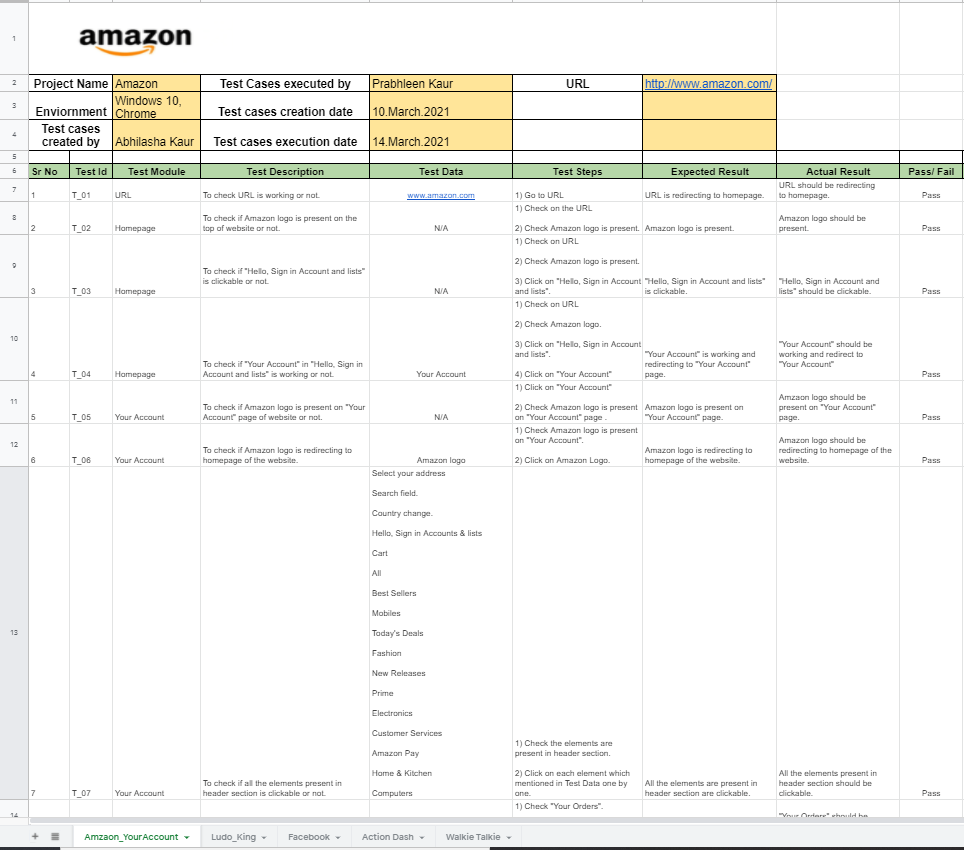 amazon
Project Name Amazon Test Cases executed by Prabhleen Kaur URL http://www.amazon.com/
Enviornment Windows 10, Chrome Test cases creation date 10.March.2021
Test cases created by Abhilasha Kaur Test cases execution date 14.March.2021
Sr No Test Id Test Module Test Description Test Data Test Steps Expected Result Actual Result Pass/ Fail
1 T_01 URL To check URL is working or not. www.amazon.com 1) Go to URL URL is redirecting to homepage. URL should be redirecting to homepage. Pass
2 T_02 Homepage To check if Amazon logo is present on the top of website or not. N/A 1) Check on the URL
2) Check Amazon logo is present. Amazon logo is present. Amazon logo should be present. Pass
3 T_03 Homepage To check if "Hello, Sign in Account and lists" is clickable or not. N/A 1) Check on URL
2) Check Amazon logo is present.
3) Click on "Hello, Sign in Account and lists". "Hello, Sign in Account and lists" is clickable. "Hello, Sign in Account and lists" should be clickable. Pass
4 T_04 Homepage To check if "Your Account" in "Hello, Sign in Account and lists" is working or not. Your Account 1) Check on URL
2) Check Amazon logo.
3) Click on "Hello, Sign in Account and lists".
4) Click on "Your Account" "Your Account" is working and redirecting to "Your Account" page. "Your Account" should be working and redirect to "Your Account" Pass
5 T_05 Your Account To check if Amazon logo is present on "Your Account" page of website or not. N/A 1) Click on "Your Account"
2) Check Amazon logo is present on "Your Account" page . Amazon logo is present on "Your Account" page. Amzaon logo should be present on "Your Account" page. Pass
6 T_06 Your Account To check if Amazon logo is redirecting to homepage of the website. Amazon logo 1) Check Amazon logo is present on "Your Account".
2) Click on Amazon Logo. Amazon logo is redirecting to homepage of the website. Amazon logo should be redirecting to homepage of the website. Pass
7 T_07 Your Account To check if all the elements present in header section is clickable or not. Select your address
Search field.
Country change.
Hello, Sign in Accounts & lists
Cart
All
Best Sellers
Mobiles
Today's Deals
Fashion
New Releases
Prime
Electronics
Customer Services
Amazon Pay
Home & Kitchen
Computers 1) Check the elements are present in header section.
2) Click on each element which mentioned in Test Data one by one. All the elements are present in header section are clickable. All the elements present in header section should be clickable. Pass
1) Check "Your Orders". "Your Orders" should be
Amzaon_YourAccount Ludo_King Facebook Action Dash Walkie Talkie
1
2
3
4
5
6
7
8
9
10
11
12
13
14